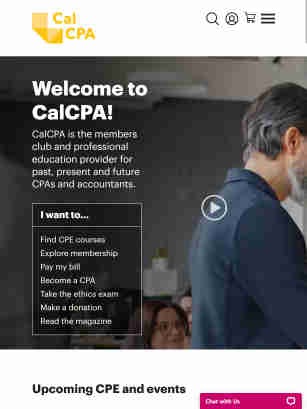 Cal
CPA
Welcome to
CalCPA!
CalCPA is the members
club and professional
education provider for
past, present and future
CPAs and accountants.
I want to...
Find CPE courses
Explore membership
Pay my bill
Become a CPA
Take the ethics exam
Make a donation
Read the magazine
Upcoming CPE and events
Chat with Us